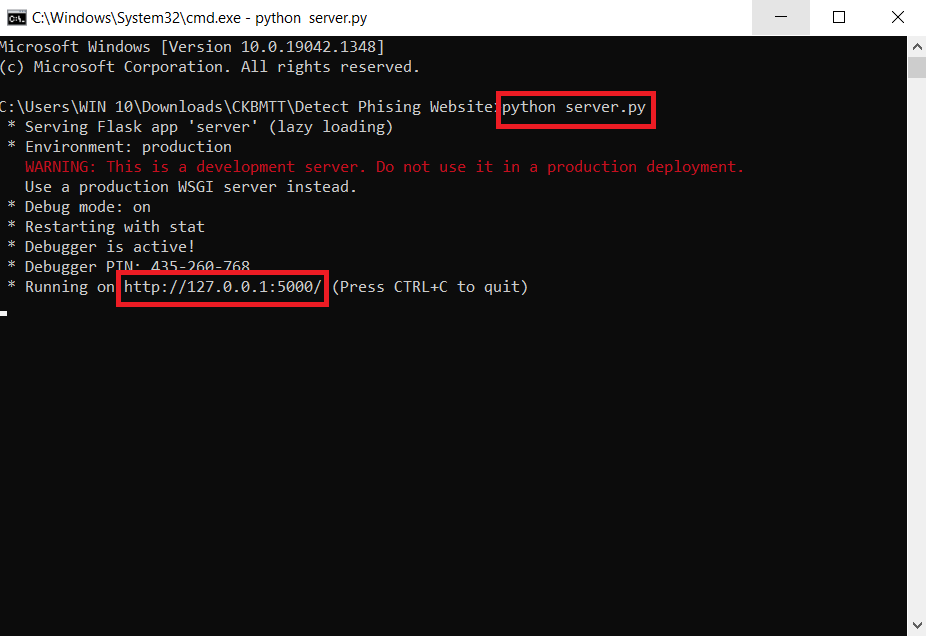 C:\Windows\System32\cmd.exe - python  server.py
Microsoft Windows [Version 10.0.19042.1348]
(c) Microsoft Corporation. All rights reserved.
C:\Users\WIN 10\Downloads\CKBMTT\Detect Phising Website>python server.py
* Serving Flask app 'server' (lazy loading)
* Environment: production
WARNING: This is a development server. Do not use it in a production deployment.
Use a production WSGI server instead.
* Debug mode: on
* Restarting with stat
* Debugger is active!
* Debugger PIN: 435-260-768
* Running on http://127.0.0.1:5000/ (Press CTRL+C to quit)